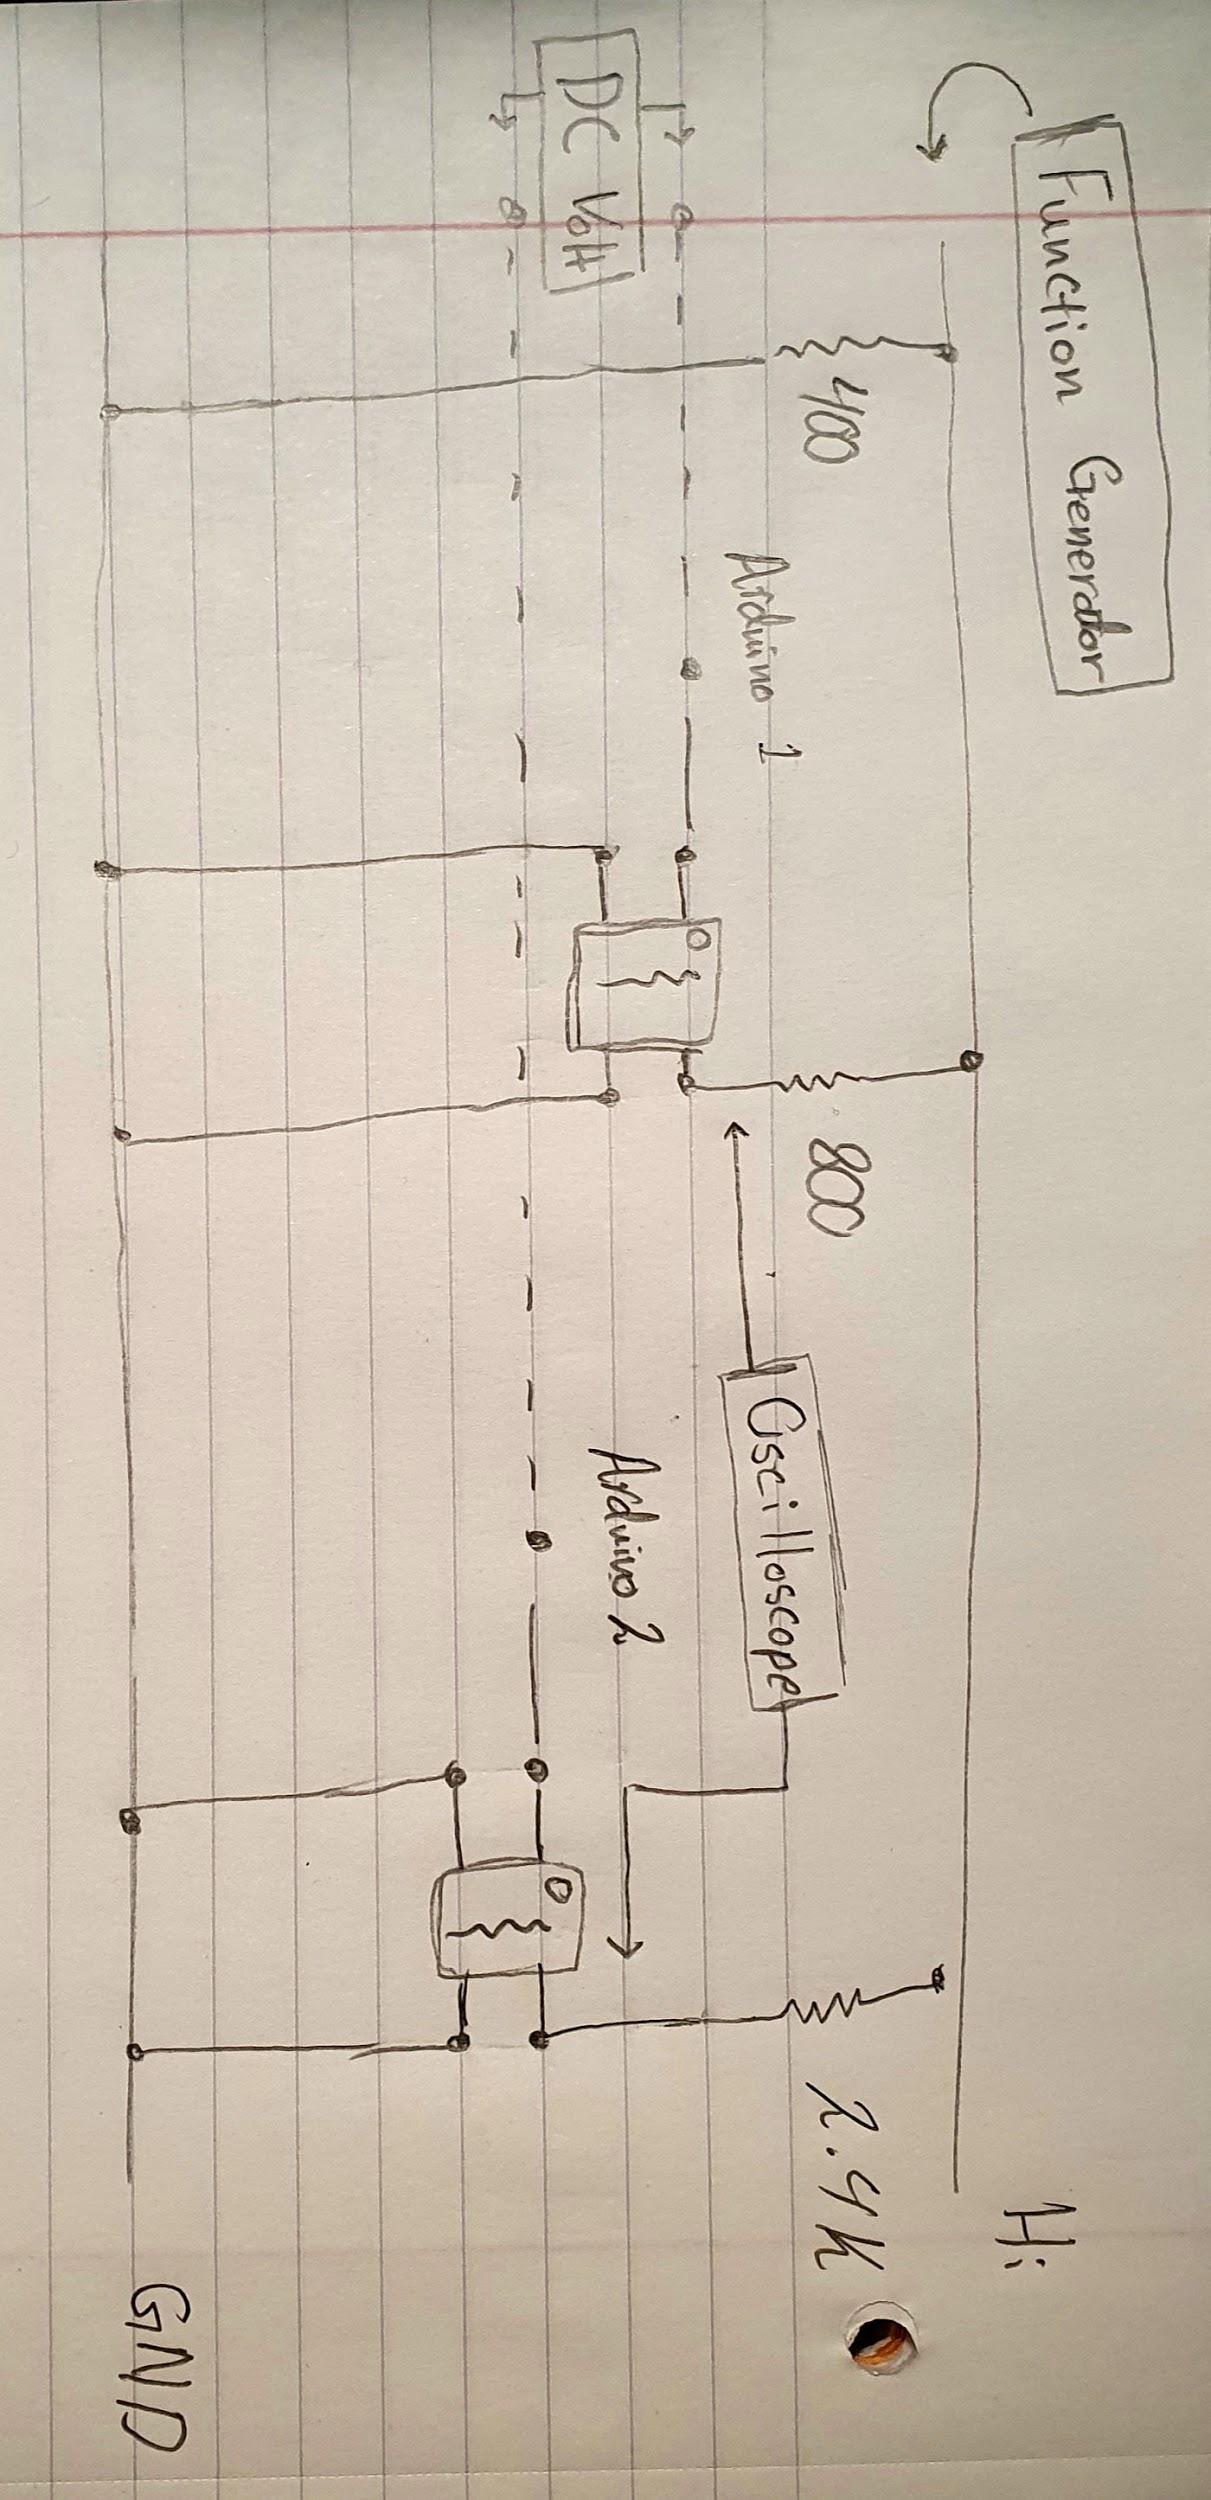 Function Generator
DC Volt
400
Arduino 1
800
Oscilloscope
Arduino 2
2.4K
Hi
GND